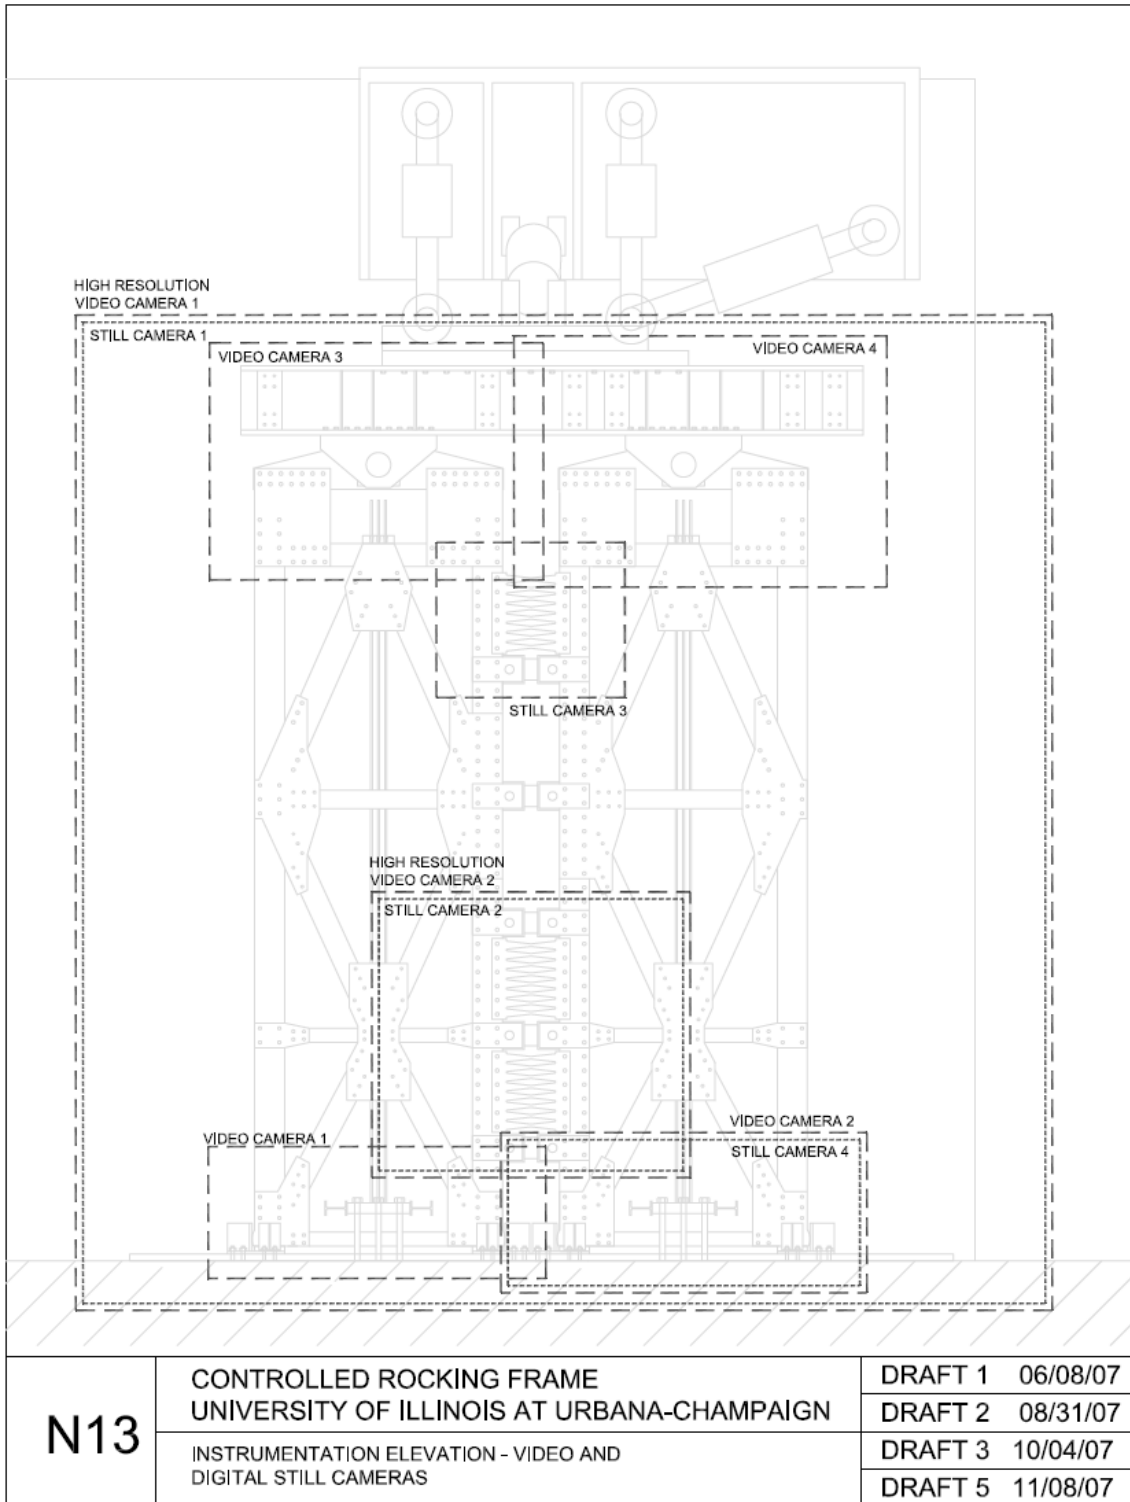 HIGH RESOLUTION
VIDEO CAMERA 1
STILL CAMERA 1
VIDEO CAMERA 3
VIDEO CAMERA 4
STILL CAMERA 3
HIGH RESOLUTION
VIDEO CAMERA 2
STILL CAMERA 2
VIDEO CAMERA 1
VIDEO CAMERA 2
STILL CAMERA 4
N13
CONTROLLED ROCKING FRAME
UNIVERSITY OF ILLINOIS AT URBANA-CHAMPAIGN
INSTRUMENTATION ELEVATION - VIDEO AND
DIGITAL STILL CAMERAS
DRAFT 1 06/08/07
DRAFT 2 08/31/07
DRAFT 3 10/04/07
DRAFT 5 11/08/07